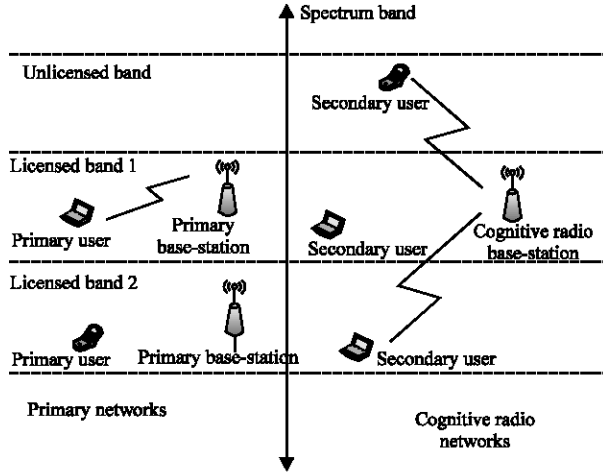 Spectrum band
Unlicensed band
Secondary user
Licensed band 1
Primary user
Primary
base-station
Secondary user
Cognitive radio
base-station
Licensed band 2
Primary user
Primary base-station
Secondary user
Primary networks
Cognitive radio
networks